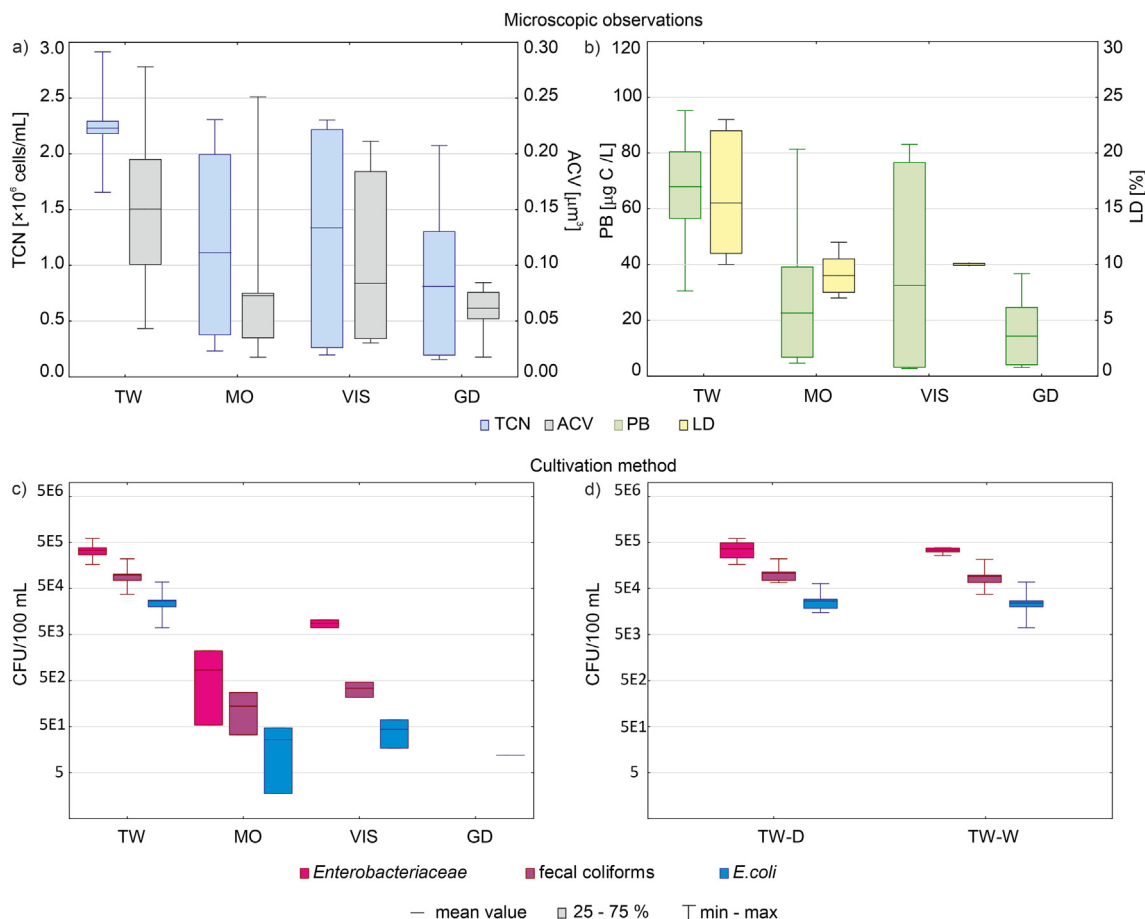 Microscopic observations
a)
3.0
2.5
2.0
1.5
1.0
0.5
0.0
TCN [×10⁶ cells/mL]
0.30
0.25
0.20
0.15
0.10
0.05
0.00
ACV [µm³]
TW MO VIS GD
b)
120
100
80
60
40
20
0
PB [µg C /L]
30
25
20
15
10
5
0
LD [%]
TW MO VIS GD
TCN ACV PB LD
Cultivation method
c)
5E6
5E5
5E4
5E3
5E2
5E1
5
CFU/100 mL
TW MO VIS GD
d)
5E6
5E5
5E4
5E3
5E2
5E1
5
CFU/100 mL
TW-D TW-W
Enterobacteriaceae fecal coliforms E.coli
mean value 25 - 75 % min - max